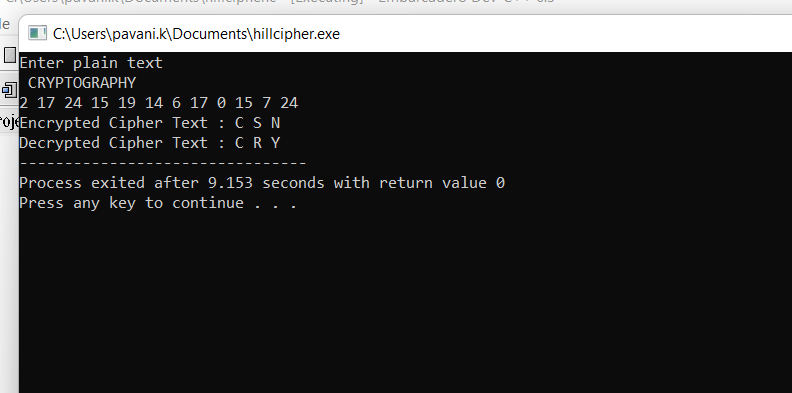 C:\Users\pavani.k\Documents\hillcipher.exe
Enter plain text
CRYPTOGRAPHY
2 17 24 15 19 14 6 17 0 15 7 24
Encrypted Cipher Text : C S N
Decrypted Cipher Text : C R Y
--------------------------------
Process exited after 9.153 seconds with return value 0
Press any key to continue . . .